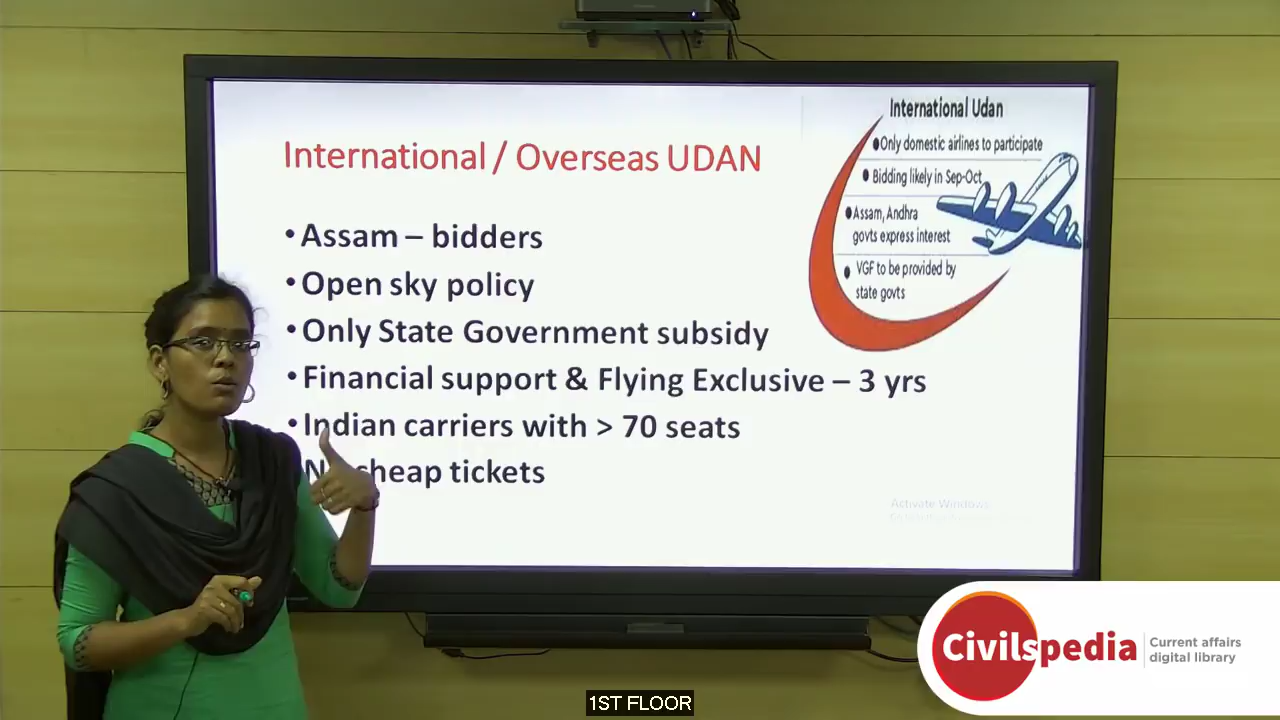 International / Overseas UDAN
• Assam – bidders
• Open sky policy
• Only State Government subsidy
• Financial support & Flying Exclusive – 3 yrs
• Indian carriers with > 70 seats
cheap tickets
International Udan
● Only domestic airlines to participate
● Bidding likely in Sep-Oct
● Assam, Andhra
govts express interest
● VGF to be provided by
state govts
Activate Windows
Civilspedia
Current affairs
digital library
1ST FLOOR